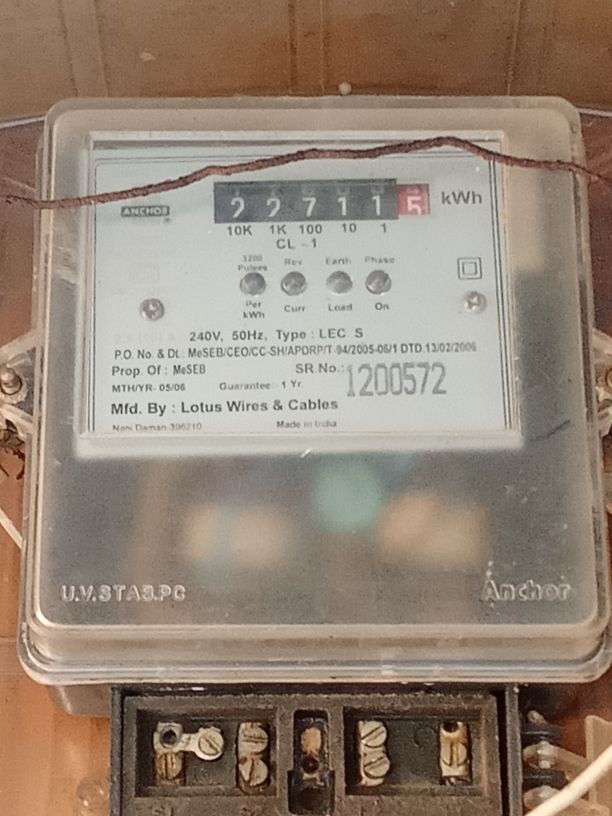 2 2 7 1 1 5 kWh
ANCHOR
10K 1K 100 10 1
CL - 1
3200 Pulses Rev Earth Phase
Per kWh Curr Load On
240V, 50Hz, Type : LEC S
P.O. No. & Dt.: MeSEB/CEO/CC-SH/APDRP/T-94/2005-06/1 DTD.13/02/2006
Prop. Of : MeSEB SR.No.: 1200572
MTH/YR- 05/06 Guarantee - 1 Yr.
Mfd. By : Lotus Wires & Cables
Nani Daman-396210 Made in India
U.V.STAB.PC Anchor